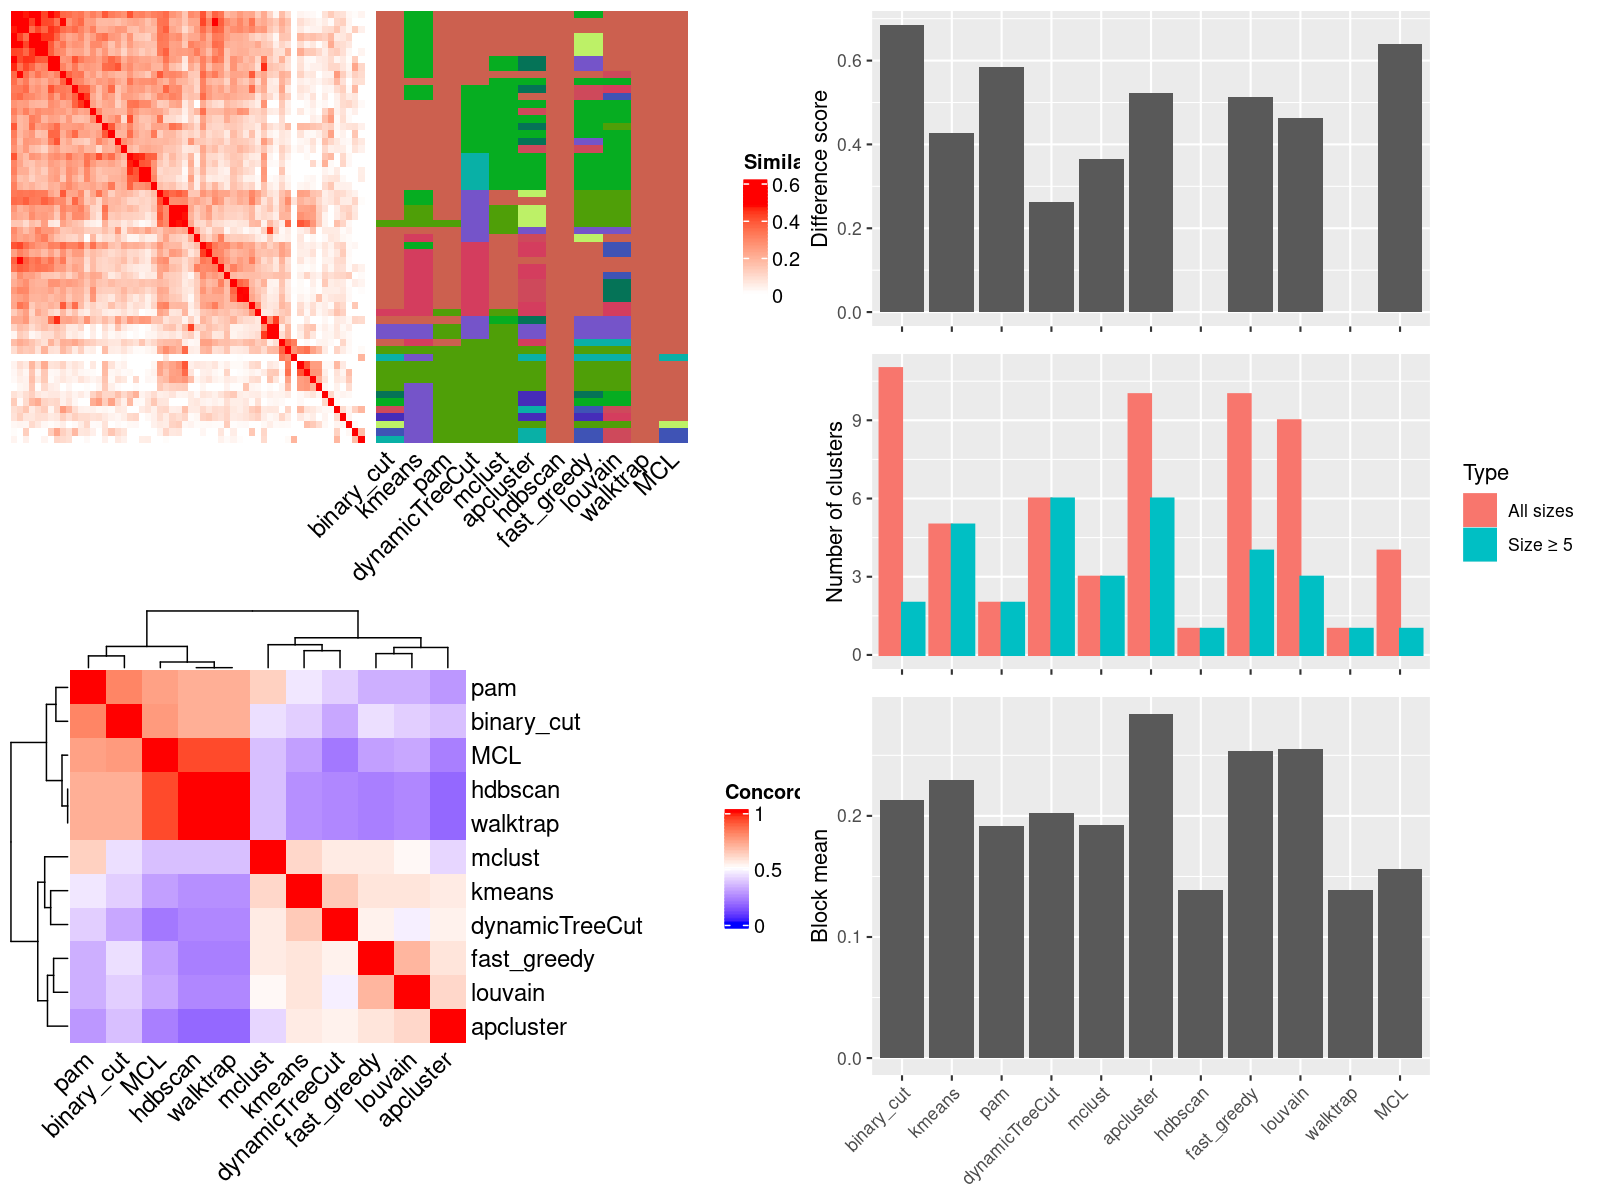 Simila
0.6
0.4
0.2
0
binary_cut
kmeans
pam
dynamicTreeCut
mclust
apcluster
hdbscan
fast_greedy
louvain
walktrap
MCL
pam
binary_cut
MCL
hdbscan
walktrap
mclust
kmeans
dynamicTreeCut
fast_greedy
louvain
apcluster
pam
binary_cut
MCL
hdbscan
walktrap
mclust
kmeans
dynamicTreeCut
fast_greedy
louvain
apcluster
Concord
1
0.5
0
Difference score
0.6
0.4
0.2
0.0
Number of clusters
9
6
3
0
Type
All sizes
Size ≥ 5
Block mean
0.2
0.1
0.0
binary_cut
kmeans
pam
dynamicTreeCut
mclust
apcluster
hdbscan
fast_greedy
louvain
walktrap
MCL